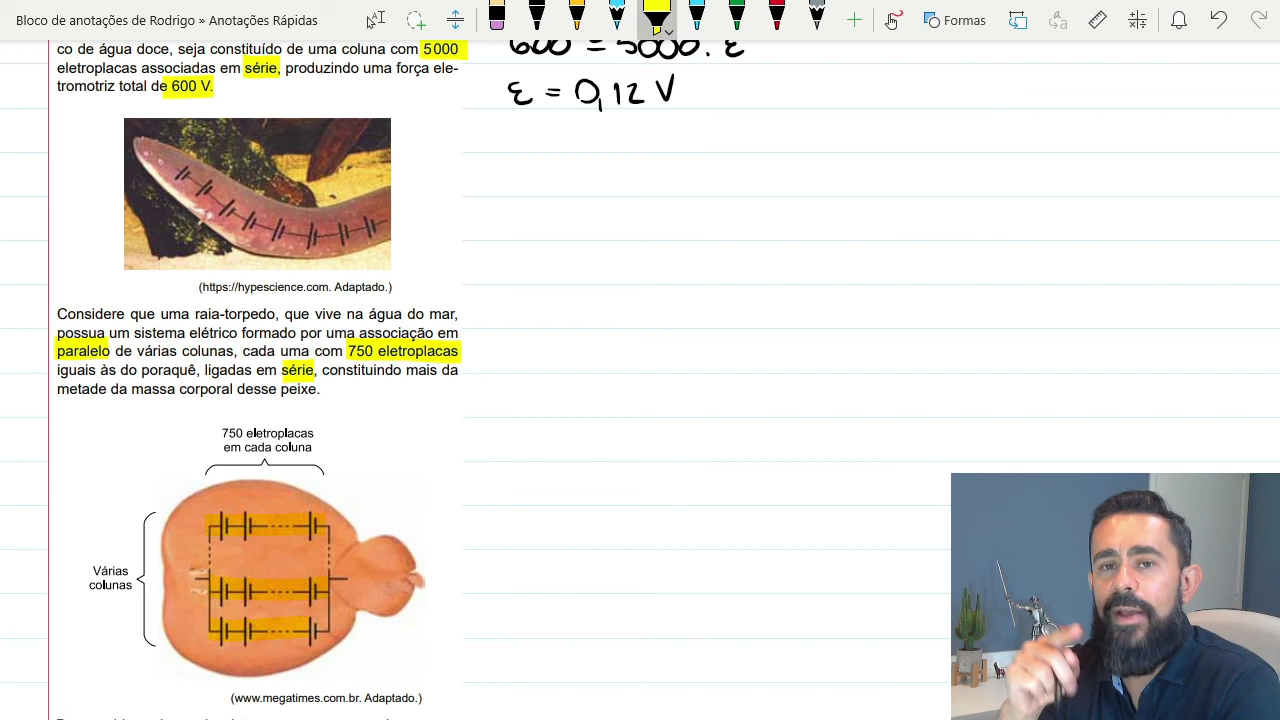 Bloco de notações de Rodrigo » Anotações Rápidas
Formas
co de água doce, seja constituído de uma coluna com 5 000
eletroplacas associadas em série, produzindo uma força ele-
tromotriz total de 600 V.
(https://hypescience.com. Adaptado.)
Considere que uma raia-torpedo, que vive na água do mar,
possua um sistema elétrico formado por uma associação em
paralelo de várias colunas, cada uma com 750 eletroplacas
iguais às do poraquê, ligadas em série, constituindo mais da
metade da massa corporal desse peixe.
750 eletroplacas
em cada coluna
Várias
colunas
(www.megatimes.com.br. Adaptado.)
600 = 5000. ε
ε = 0,12 V